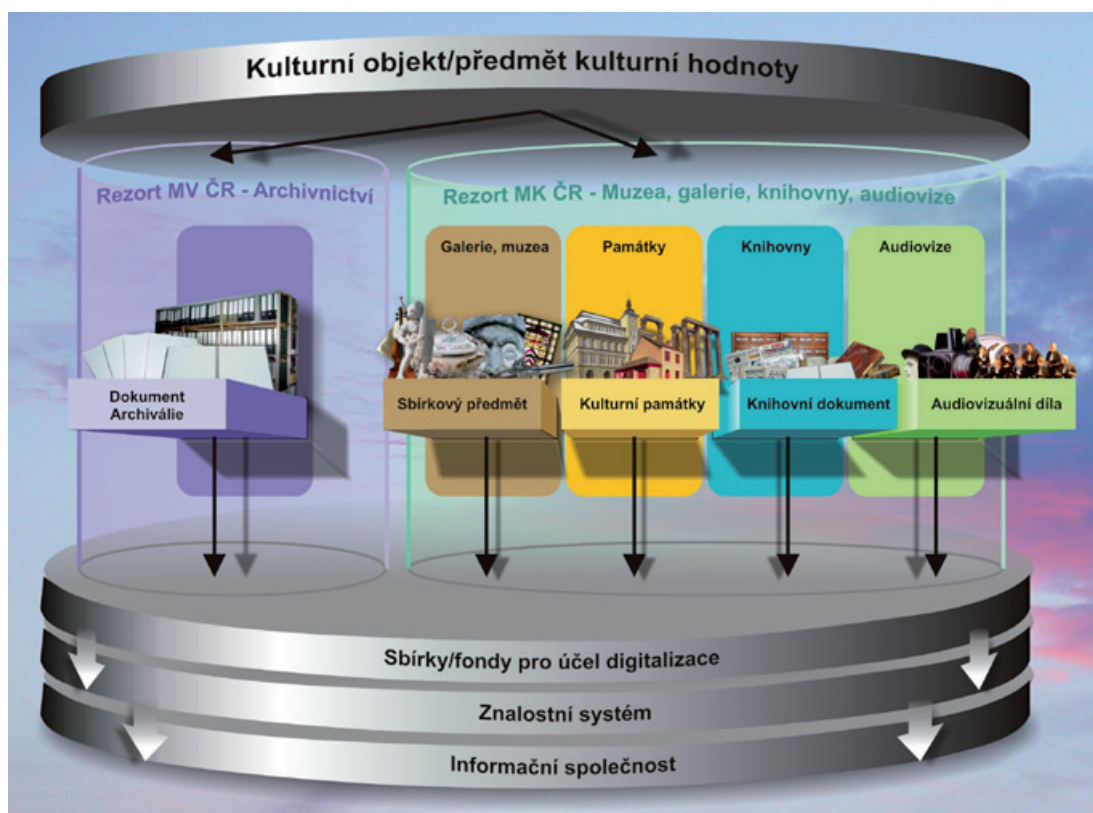 Kulturní objekt/předmět kulturní hodnoty
Rezort MV ČR - Archivnictví
Rezort MK ČR - Muzea, galerie, knihovny, audiovize
Galerie, muzea
Památky
Knihovny
Audiovize
Dokument
Archiválie
Sbírkový předmět
Kulturní památky
Knihovní dokument
Audiovizuální díla
Sbírky/fondy pro účel digitalizace
Znalostní systém
Informační společnost